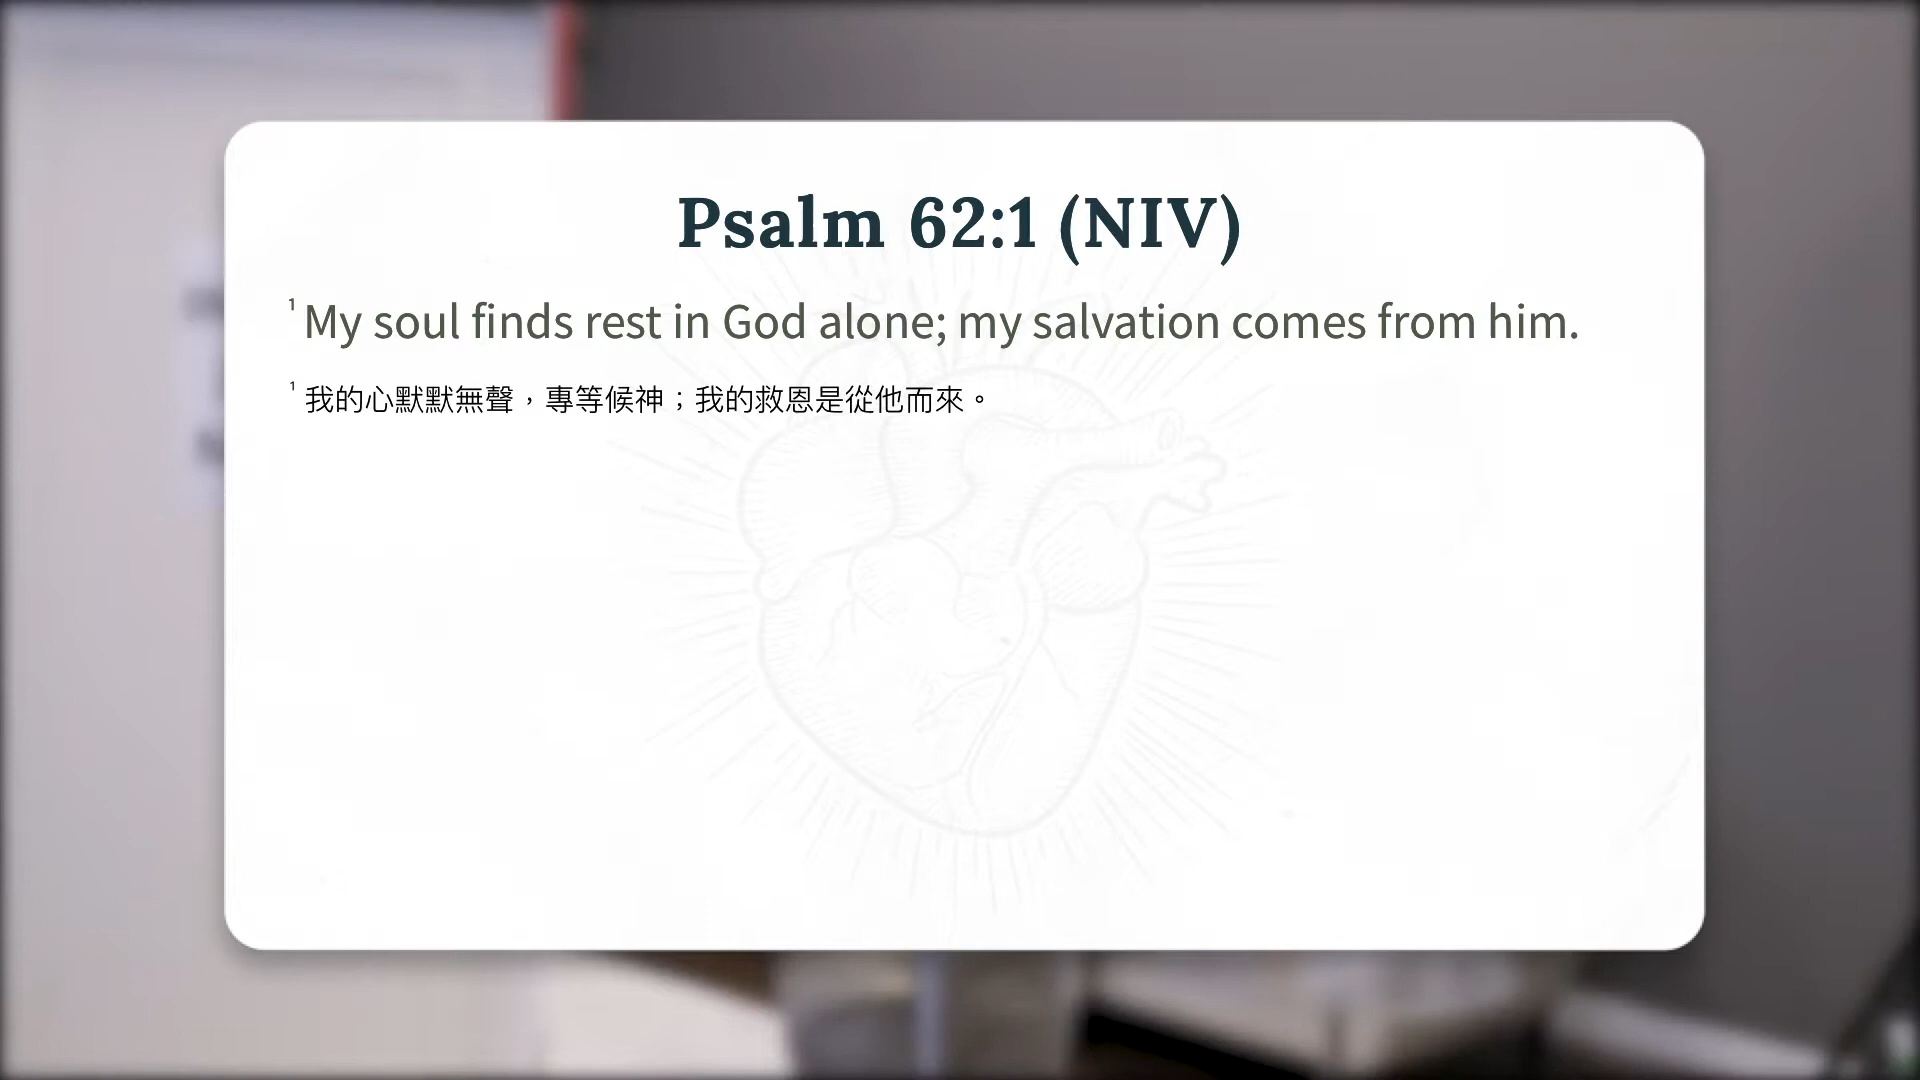 Psalm 62:1 (NIV)
¹ My soul finds rest in God alone; my salvation comes from him.
¹ 我的心默默無聲，專等候神；我的救恩是從他而來。